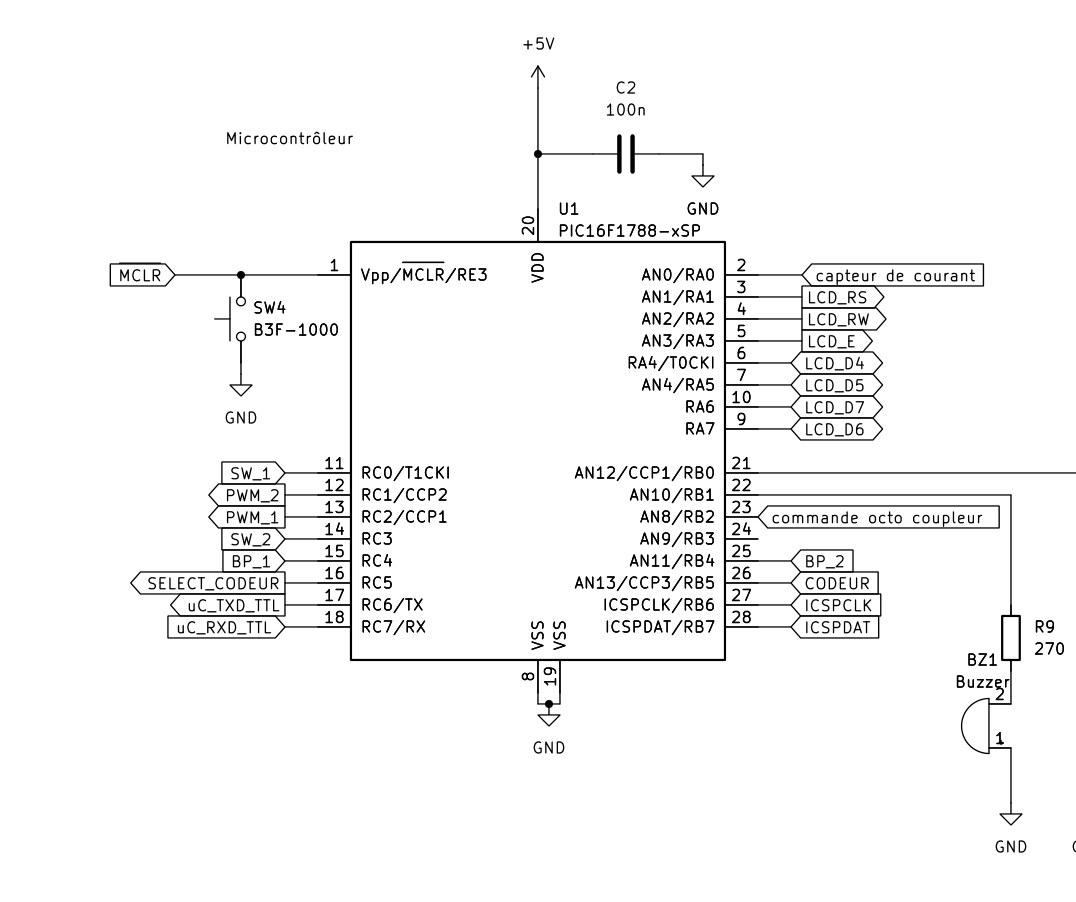 +5V
C2
100n
Microcontrôleur
GND
U1
PIC16F1788-xSP
20
VDD
MCLR
1
Vpp/MCLR/RE3
SW4
B3F-1000
GND
AN0/RA0
2
capteur de courant
AN1/RA1
3
LCD_RS
AN2/RA2
4
LCD_RW
AN3/RA3
5
LCD_E
RA4/T0CKI
6
LCD_D4
AN4/RA5
7
LCD_D5
RA6
10
LCD_D7
RA7
9
LCD_D6
SW_1
11
RC0/T1CKI
PWM_2
12
RC1/CCP2
PWM_1
13
RC2/CCP1
SW_2
14
RC3
BP_1
15
RC4
SELECT_CODEUR
16
RC5
uC_TXD_TTL
17
RC6/TX
uC_RXD_TTL
18
RC7/RX
AN12/CCP1/RB0
21
AN10/RB1
22
AN8/RB2
23
commande octo coupleur
AN9/RB3
24
AN11/RB4
25
BP_2
AN13/CCP3/RB5
26
CODEUR
ICSPCLK/RB6
27
ICSPCLK
ICSPDAT/RB7
28
ICSPDAT
VSS
VSS
8
19
GND
R9
270
BZ1
Buzzer
2
1
GND